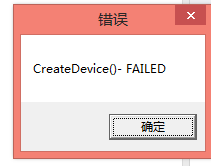 错误
CreateDevice()- FAILED
确定